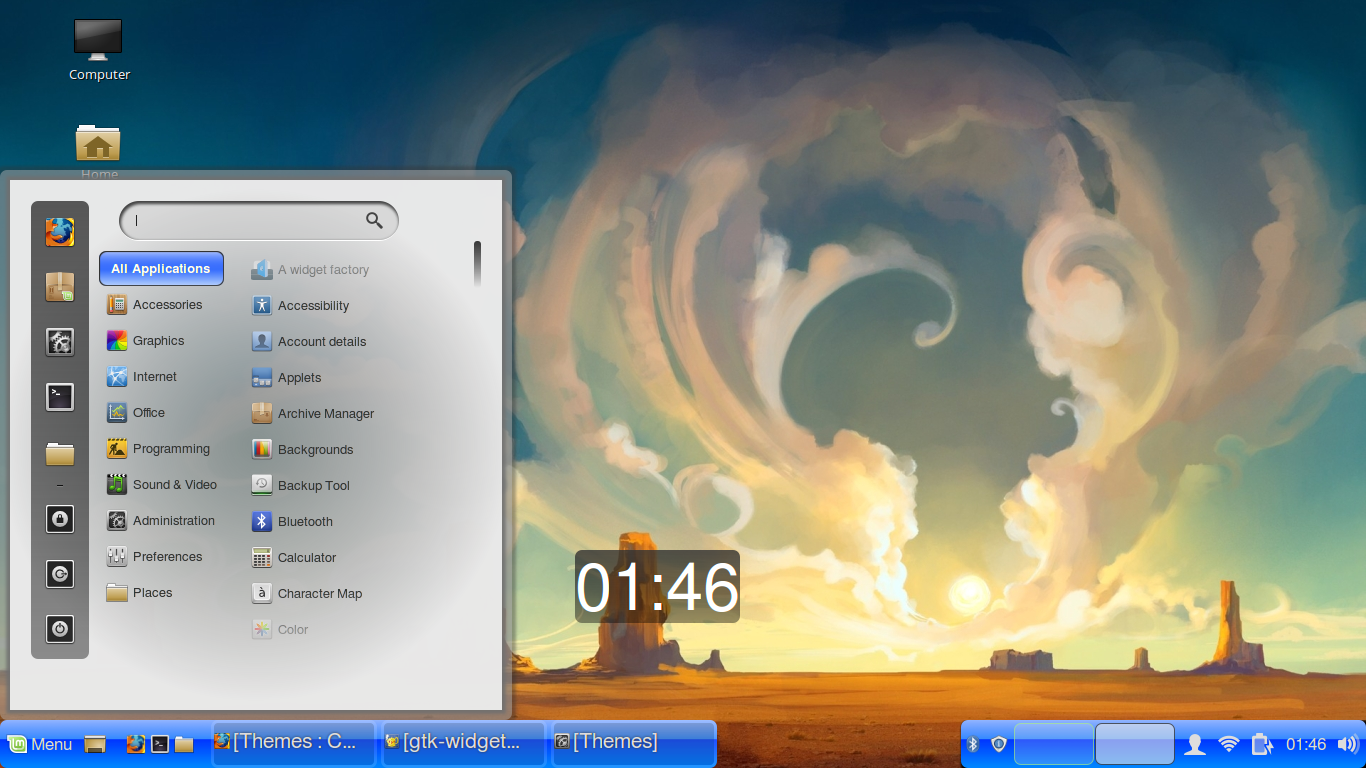 Computer
Home
All Applications
Accessories
Graphics
Internet
Office
Programming
Sound & Video
Administration
Preferences
Places
A widget factory
Accessibility
Account details
Applets
Archive Manager
Backgrounds
Backup Tool
Bluetooth
Calculator
à Character Map
Color
01:46
Menu
[Themes : C...
[gtk-widget...
[Themes]
01:46